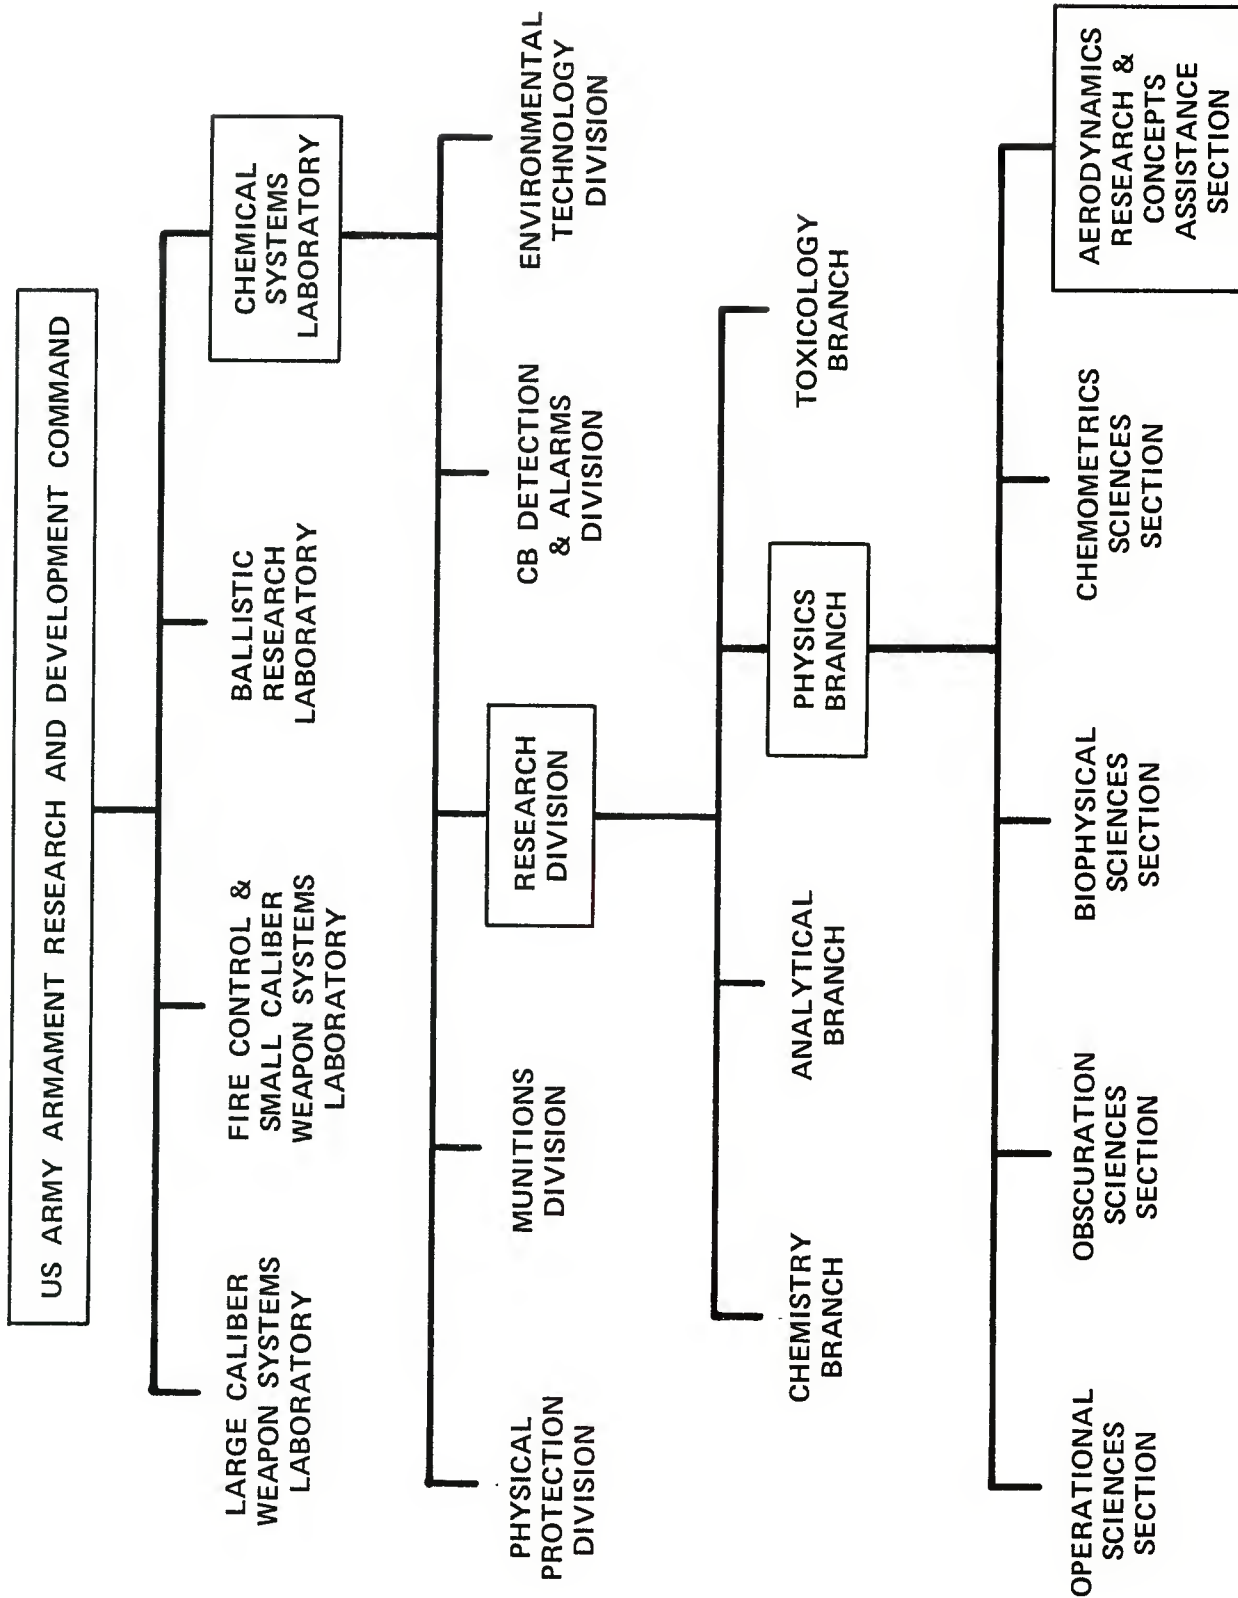 US ARMY ARMAMENT RESEARCH AND DEVELOPMENT COMMAND
LARGE CALIBER
WEAPON SYSTEMS
LABORATORY
FIRE CONTROL &
SMALL CALIBER
WEAPON SYSTEMS
LABORATORY
BALLISTIC
RESEARCH
LABORATORY
CHEMICAL
SYSTEMS
LABORATORY
PHYSICAL
PROTECTION
DIVISION
MUNITIONS
DIVISION
RESEARCH
DIVISION
CB DETECTION
& ALARMS
DIVISION
ENVIRONMENTAL
TECHNOLOGY
DIVISION
CHEMISTRY
BRANCH
ANALYTICAL
BRANCH
PHYSICS
BRANCH
TOXICOLOGY
BRANCH
OPERATIONAL
SCIENCES
SECTION
OBSCURATION
SCIENCES
SECTION
BIOPHYSICAL
SCIENCES
SECTION
CHEMOMETRICS
SCIENCES
SECTION
AERODYNAMICS
RESEARCH &
CONCEPTS
ASSISTANCE
SECTION